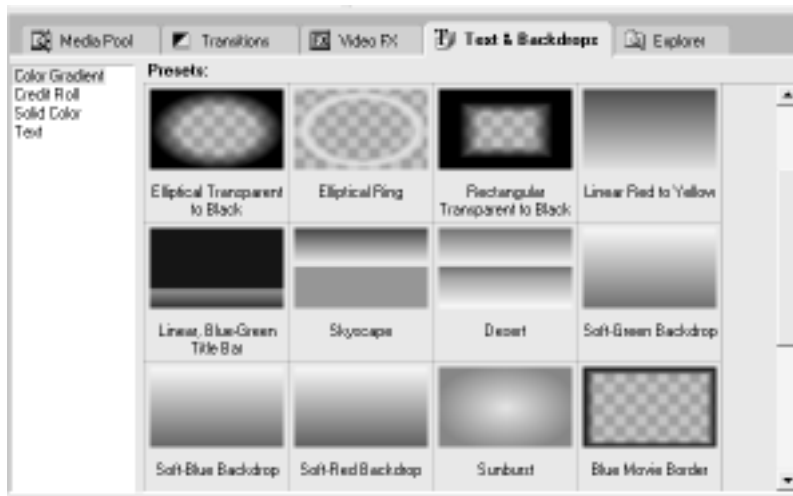 Media Pool
Transitions
Video FX
Text & Backdrops
Explorer
Color Gradient
Credit Roll
Solid Color
Text
Presets:
Elliptical Transparent
to Black
Elliptical Ring
Rectangular
Transparent to Black
Linear Red to Yellow
Linear, Blue-Green
Title Bar
Skyscape
Desert
Soft-Green Backdrop
Soft-Blue Backdrop
Soft-Red Backdrop
Sunburst
Blue Movie Border